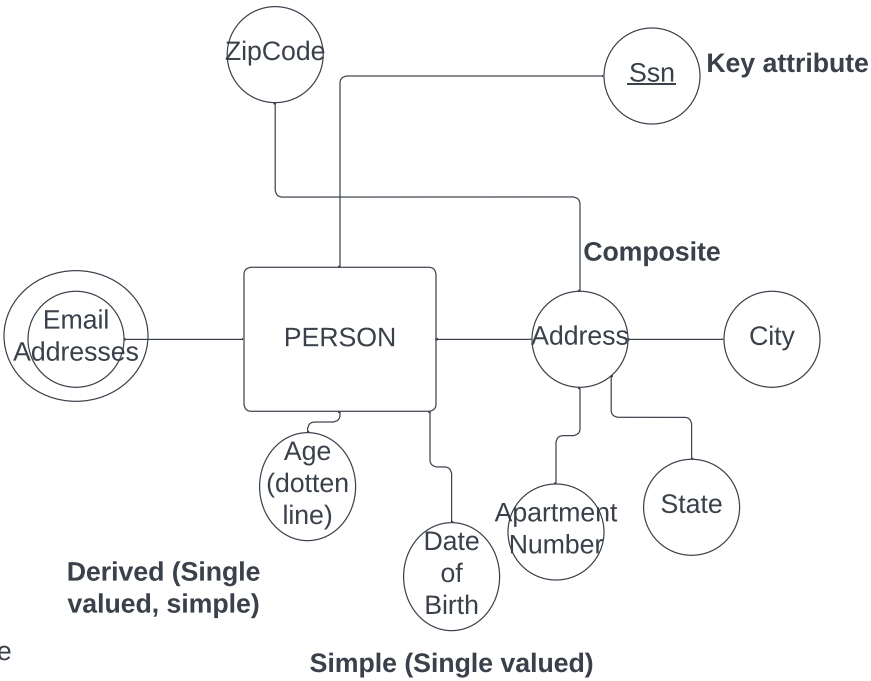 ZipCode
Ssn
Key attribute
Composite
Email
Addresses
PERSON
Address
City
Age
(dotten
line)
Apartment
Number
State
Date
of
Birth
Derived (Single
valued, simple)
e
Simple (Single valued)